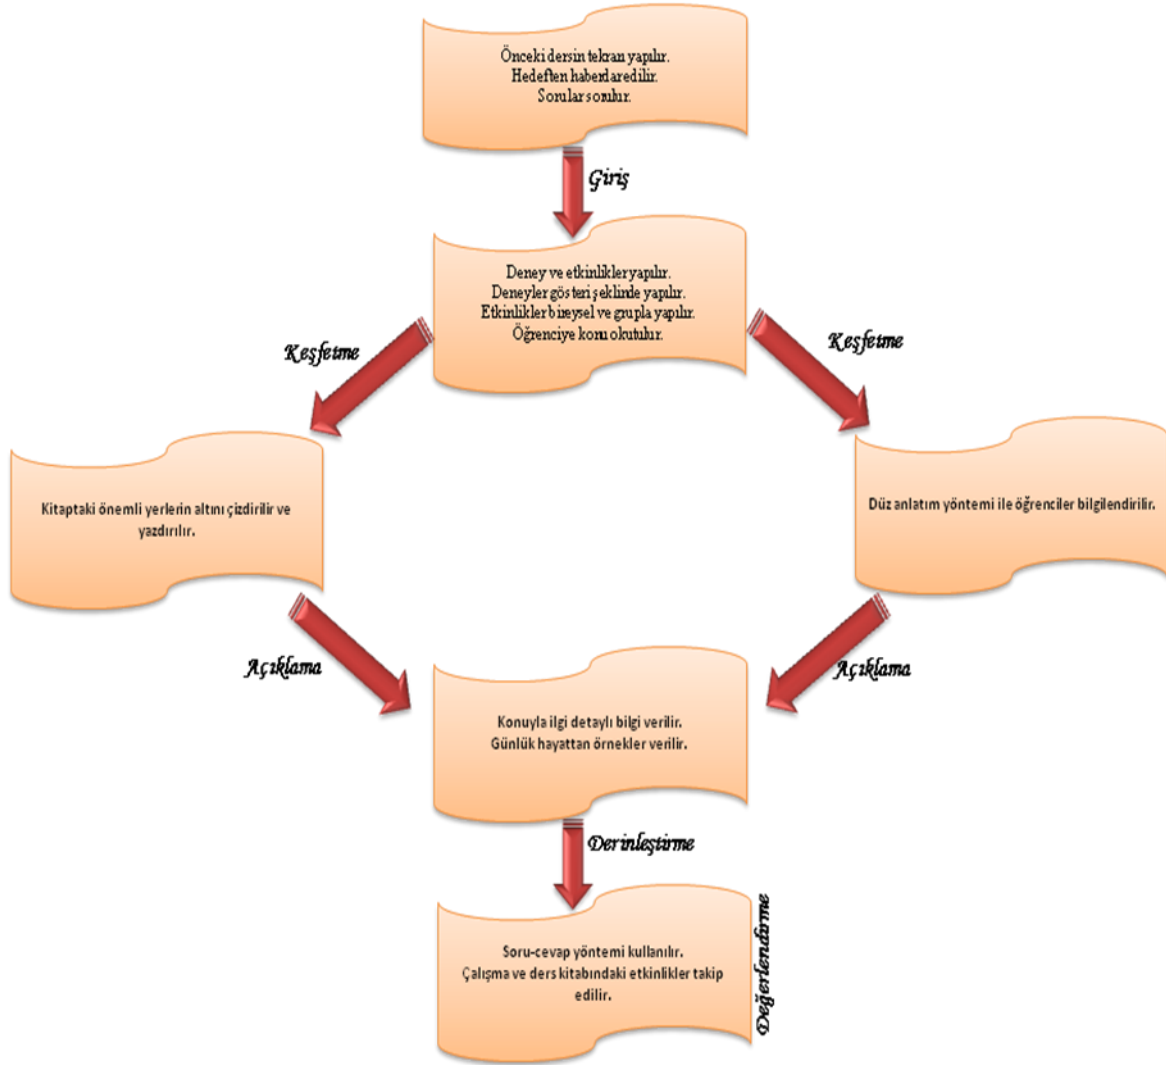 Önceki dersin tekrarı yapılır.
Hedeften haberdar edilir.
Sorular sorulur.
Giriş
Deney ve etkinlikler yapılır.
Deneyler gösteri şeklinde yapılır.
Etkinlikler bireysel ve grupla yapılır.
Öğrenciye konu okutulur.
Keşfetme
Keşfetme
Kitaptaki önemli yerlerin altını çizdirilir ve
yazdırılır.
Düz anlatım yöntemi ile öğrenciler bilgilendirilir.
Açıklama
Açıklama
Konuyla ilgi detaylı bilgi verilir.
Günlük hayattan örnekler verilir.
Derinleştirme
Soru-cevap yöntemi kullanılır.
Çalışma ve ders kitabındaki etkinlikler takip
edilir.
Değerlendirme